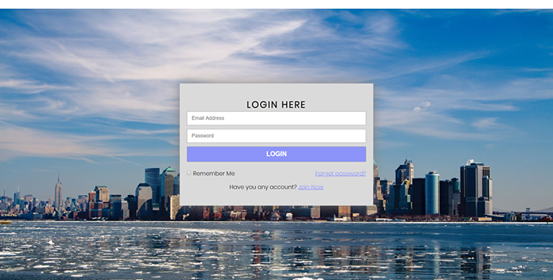 LOGIN HERE
Email Address
Password
LOGIN
Remember Me Forgot password?
Have you any account? Join Now